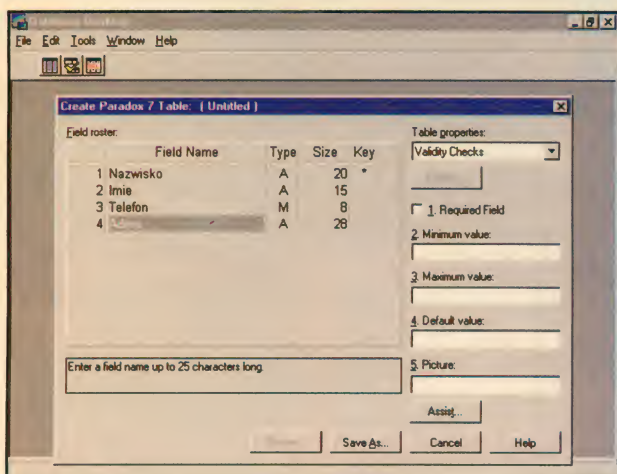 File Edit Tools Window Help
Create Paradox 7 Table: ( Untitled )
Field roster:
Field Name Type Size Key
1 Nazwisko A 20 *
2 Imie A 15
3 Telefon M 8
4 A 28
Enter a field name up to 25 characters long.
Table properties:
Validity Checks
1. Required Field
2. Minimum value:
3. Maximum value:
4. Default value:
5. Picture:
Assist...
Save As...
Cancel
Help